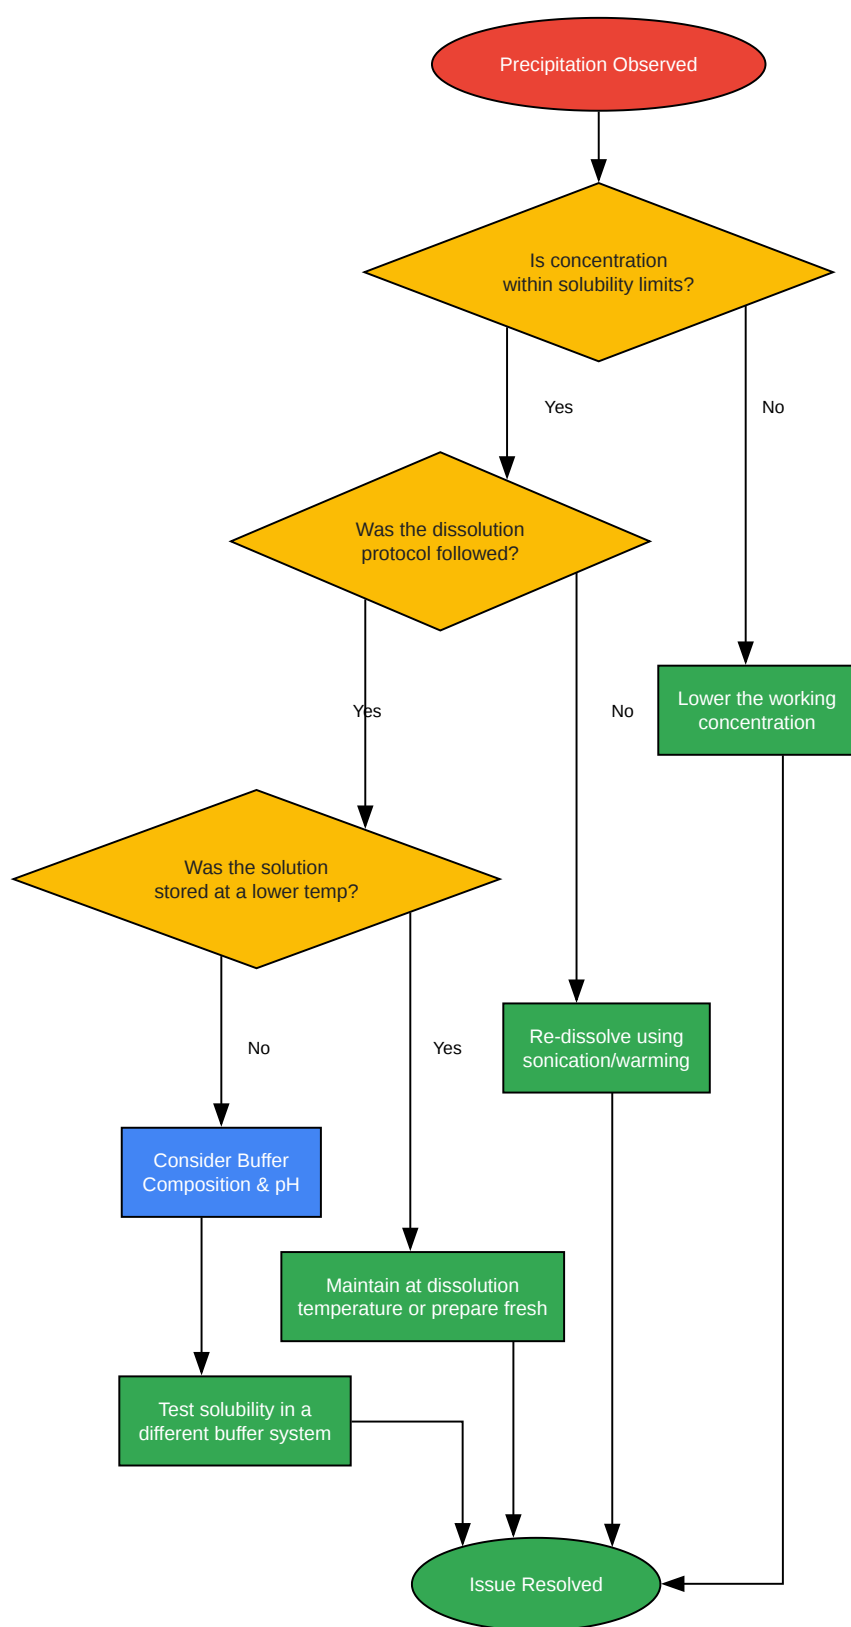 Precipitation Observed
Is concentration
within solubility limits?
Yes
No
Was the dissolution
protocol followed?
Lower the working
concentration
Yes
No
Was the solution
stored at a lower temp?
Re-dissolve using
sonication/warming
No
Yes
Consider Buffer
Composition & pH
Maintain at dissolution
temperature or prepare fresh
Test solubility in a
different buffer system
Issue Resolved